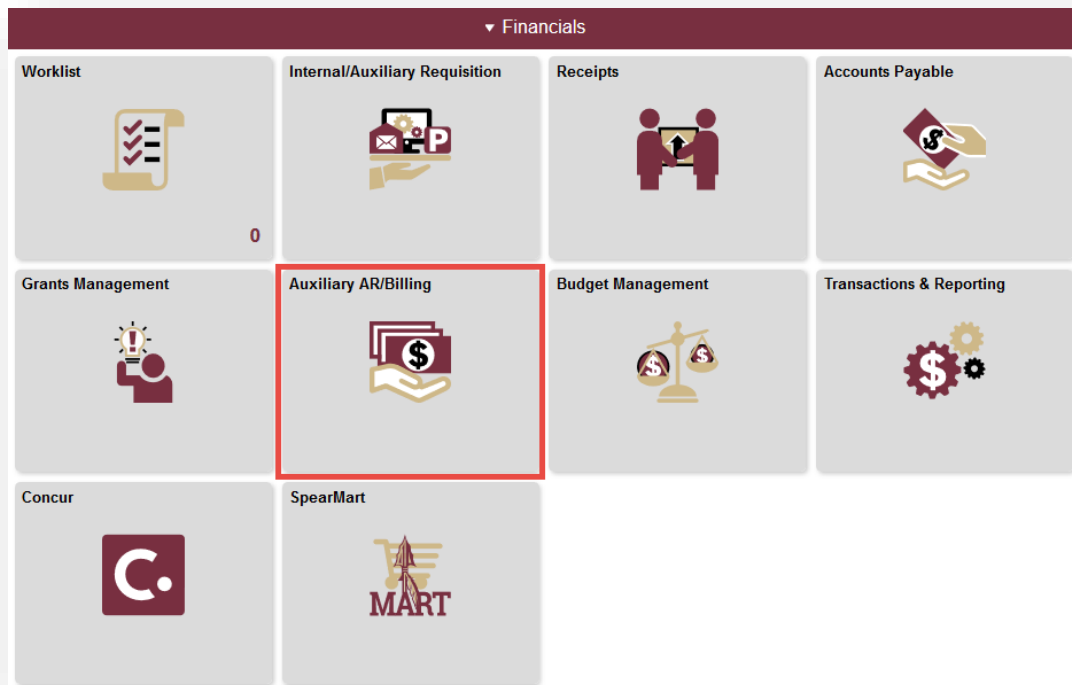 ▾ Financials
Worklist
Internal/Auxiliary Requisition
Receipts
Accounts Payable
P
$
0
Grants Management
Auxiliary AR/Billing
Budget Management
Transactions & Reporting
!
$
$
$
$
Concur
SpearMart
C.
MART